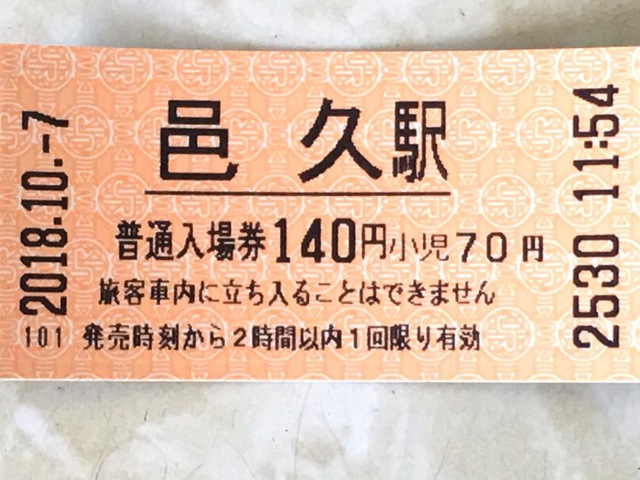 邑久駅
普通入場券140円小児70円
旅客車内に立ち入ることはできません
101 発売時刻から2時間以内1回限り有効
2018.10.-7
2530 11:54